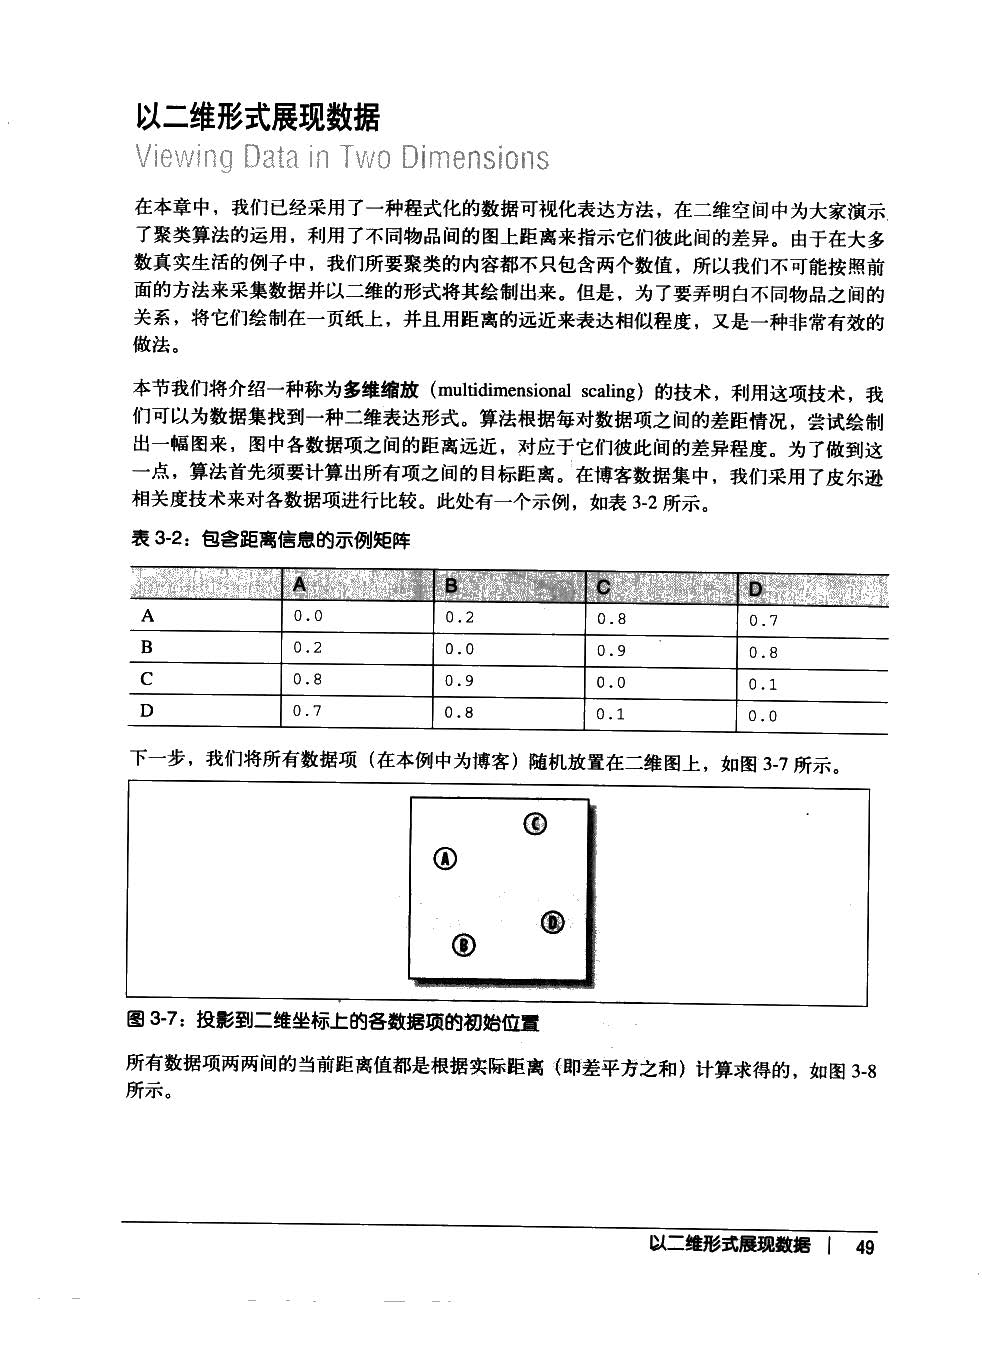 以二维形式展现数据
Viewing Data in Two Dimensions
在本章中，我们已经采用了一种程式化的数据可视化表达方法，在二维空间中为大家演示
了聚类算法的运用，利用了不同物品间的图上距离来指示它们彼此间的差异。由于在大多
数真实生活的例子中，我们所要聚类的内容都不只包含两个数值，所以我们不可能按照前
面的方法来采集数据并以二维的形式将其绘制出来。但是，为了要弄明白不同物品之间的
关系，将它们绘制在一页纸上，并且用距离的远近来表达相似程度，又是一种非常有效的
做法。
本节我们将介绍一种称为多维缩放（multidimensional scaling）的技术，利用这项技术，我
们可以为数据集找到一种二维表达形式。算法根据每对数据项之间的差距情况，尝试绘制
出一幅图来，图中各数据项之间的距离远近，对应于它们彼此间的差异程度。为了做到这
一点，算法首先须要计算出所有项之间的目标距离。在博客数据集中，我们采用了皮尔逊
相关度技术来对各数据项进行比较。此处有一个示例，如表 3-2 所示。
表 3-2：包含距离信息的示例矩阵
A B C D
A 0.0 0.2 0.8 0.7
B 0.2 0.0 0.9 0.8
C 0.8 0.9 0.0 0.1
D 0.7 0.8 0.1 0.0
下一步，我们将所有数据项（在本例中为博客）随机放置在二维图上，如图 3-7 所示。
C
A
D
B
图 3-7：投影到二维坐标上的各数据项的初始位置
所有数据项两两间的当前距离值都是根据实际距离（即差平方之和）计算求得的，如图 3-8
所示。
以二维形式展现数据 | 49